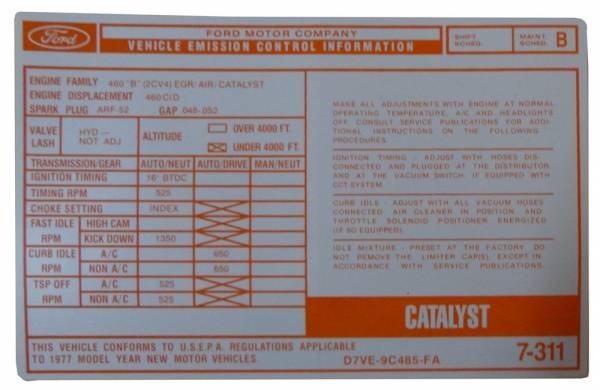 Ford
FORD MOTOR COMPANY
VEHICLE EMISSION CONTROL INFORMATION
SHIFT SCHED.
MAINT. SCHED. B
ENGINE FAMILY 460 "B" (2CV4) EGR/AIR/CATALYST
ENGINE DISPLACEMENT 460CID
SPARK PLUG ARF-52 GAP 048-052
VALVE LASH HYD — NOT ADJ ALTITUDE
OVER 4000 FT.
UNDER 4000 FT.
TRANSMISSION/GEAR AUTO/NEUT AUTO/DRIVE MAN/NEUT
IGNITION TIMING 16° BTDC
TIMING RPM 525
CHOKE SETTING INDEX
FAST IDLE RPM HIGH CAM
KICK DOWN 1350
CURB IDLE RPM A/C 650
NON A/C 650
TSP OFF RPM A/C 525
NON A/C 525
MAKE ALL ADJUSTMENTS WITH ENGINE AT NORMAL
OPERATING TEMPERATURE. A/C AND HEADLIGHTS
OFF. CONSULT SERVICE PUBLICATIONS FOR ADDI-
TIONAL INSTRUCTIONS ON THE FOLLOWING
PROCEDURES.
IGNITION TIMING - ADJUST WITH HOSES DIS-
CONNECTED AND PLUGGED AT THE DISTRIBUTOR
AND AT THE VACUUM SWITCH. IF EQUIPPED WITH
CCT SYSTEM.
CURB IDLE - ADJUST WITH ALL VACUUM HOSES
CONNECTED. AIR CLEANER IN POSITION. AND
THROTTLE SOLENOID POSITIONER ENERGIZED
(IF SO EQUIPPED).
IDLE MIXTURE - PRESET AT THE FACTORY. DO
NOT REMOVE THE LIMITER CAP(S). EXCEPT IN
ACCORDANCE WITH SERVICE PUBLICATIONS.
CATALYST
THIS VEHICLE CONFORMS TO U.S.E.P.A. REGULATIONS APPLICABLE
TO 1977 MODEL YEAR NEW MOTOR VEHICLES. D7VE-9C485-FA
7-311